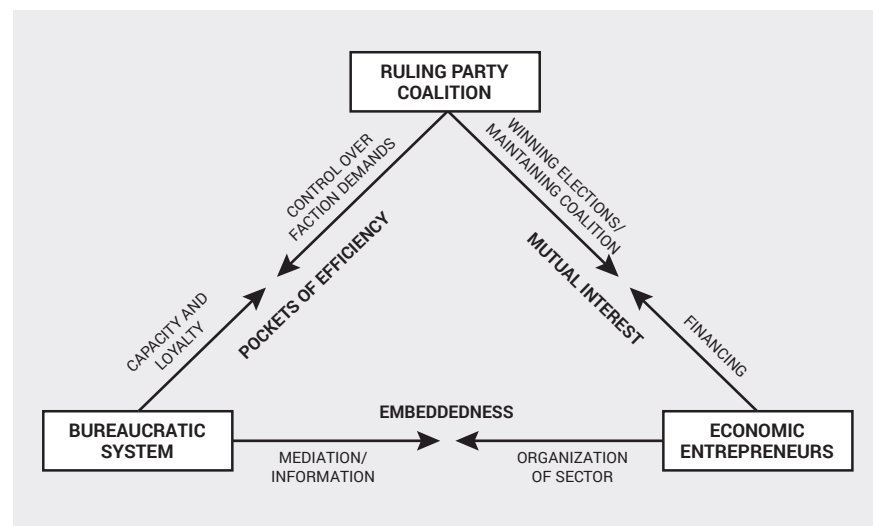 RULING PARTY
COALITION
CONTROL OVER
FACTION DEMANDS
WINNING ELECTIONS/
MAINTAINING COALITION
POCKETS OF EFFICIENCY
MUTUAL INTEREST
CAPACITY AND
LOYALTY
FINANCING
BUREAUCRATIC
SYSTEM
EMBEDDEDNESS
MEDIATION/
INFORMATION
ORGANIZATION
OF SECTOR
ECONOMIC
ENTREPRENEURS